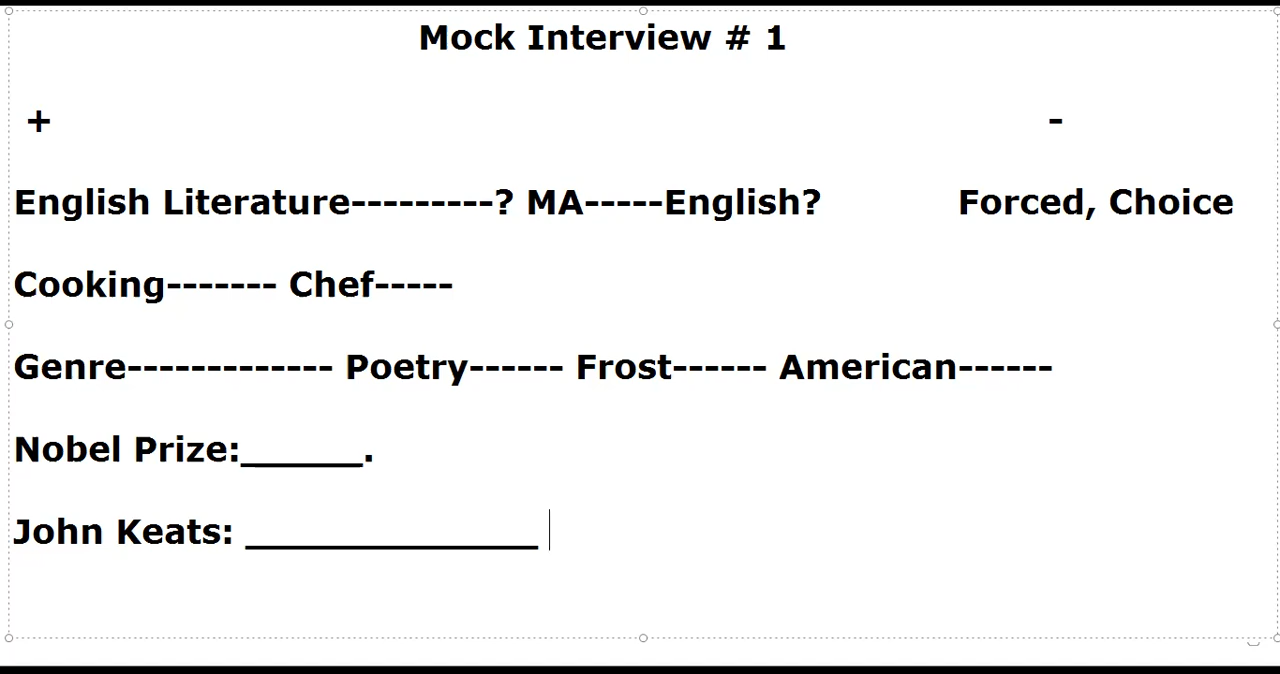 Mock Interview # 1
+ -
English Literature---------? MA-----English? Forced, Choice
Cooking------- Chef-----
Genre------------- Poetry------ Frost------ American------
Nobel Prize:______.
John Keats: ______________